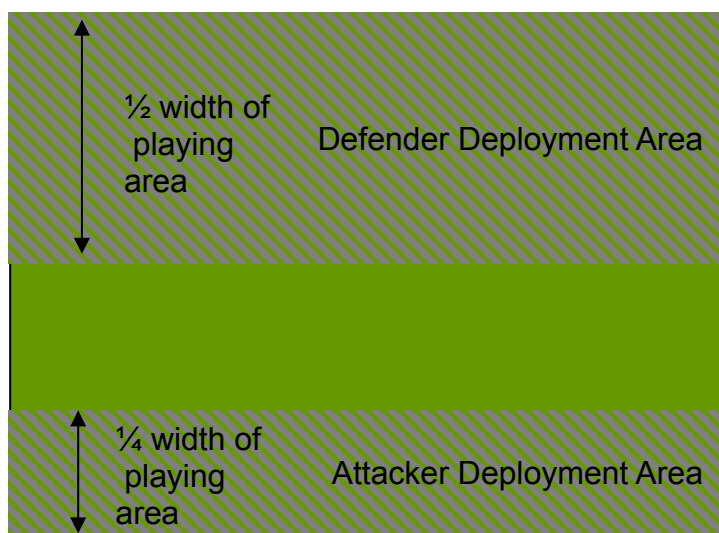 ½ width of
playing
area
Defender Deployment Area
¼ width of
playing
area
Attacker Deployment Area